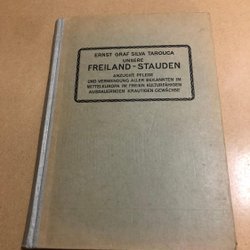 ERNST GRAF SILVA TAROUCA
UNSERE
FREILAND-STAUDEN
ANZUCHT, PFLEGE
UND VERWENDUNG ALLER BEKANNTEN IN
MITTELEUROPA IM FREIEN KULTURFÄHIGEN
AUSDAUERNDEN KRAUTIGEN GEWÄCHSE